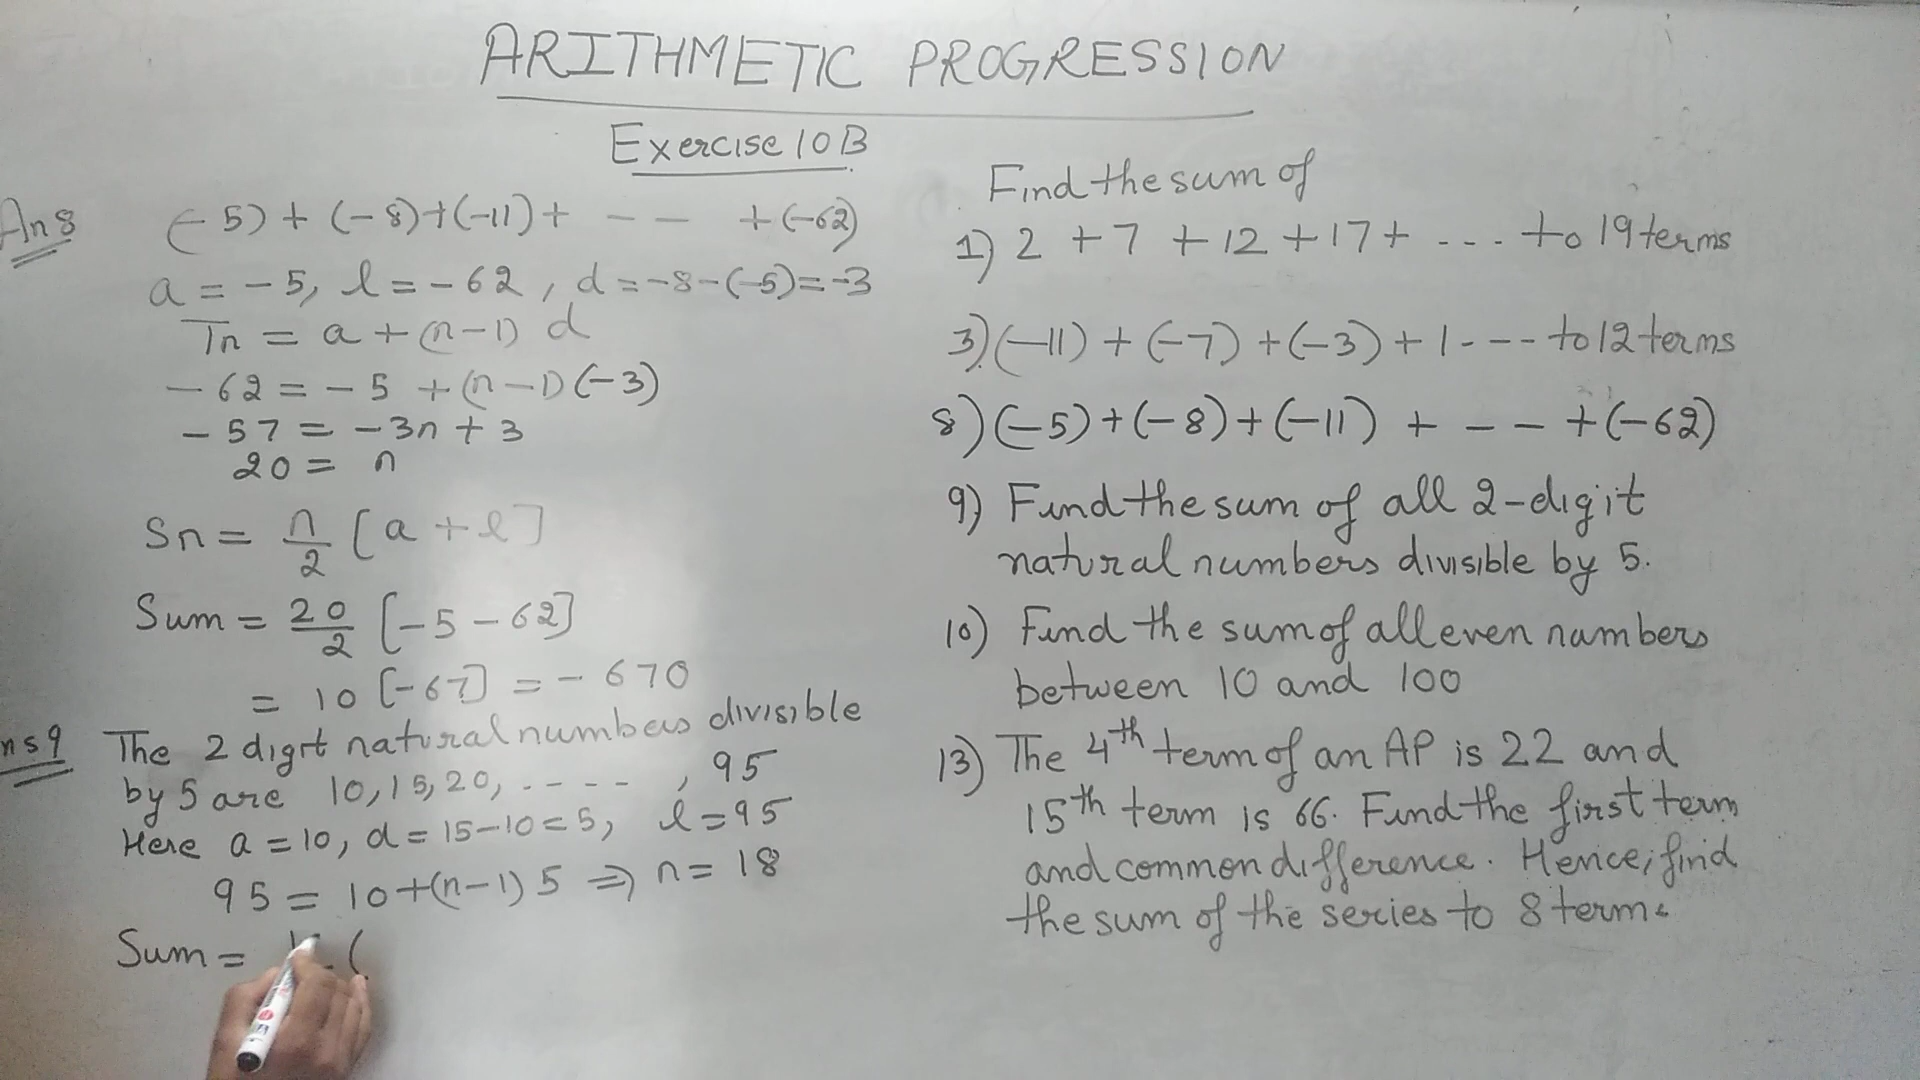 ARITHMETIC PROGRESSION
Exercise 10B
Ans 8 (-5) + (-8) + (-11) + - - + (-62)
a = -5, l = -62, d = -8-(-5) = -3
Tn = a + (n-1) d
-62 = -5 + (n-1)(-3)
-57 = -3n + 3
20 = n
Sn = n/2 [a + l]
Sum = 20/2 [-5 - 62]
= 10 [-67] = -670
ns 9 The 2 digit natural numbers divisible
by 5 are 10, 15, 20, - - - - , 95
Here a = 10, d = 15-10 = 5, l = 95
95 = 10 + (n-1) 5 ⇒ n = 18
Sum = (
Find the sum of
1) 2 + 7 + 12 + 17 + ... to 19 terms
3) (-11) + (-7) + (-3) + 1 - - - - to 12 terms
8) (-5) + (-8) + (-11) + - - - + (-62)
9) Find the sum of all 2-digit
natural numbers divisible by 5.
10) Find the sum of all even numbers
between 10 and 100
13) The 4th term of an AP is 22 and
15th term is 66. Find the first term
and common difference. Hence, find
the sum of the series to 8 terms